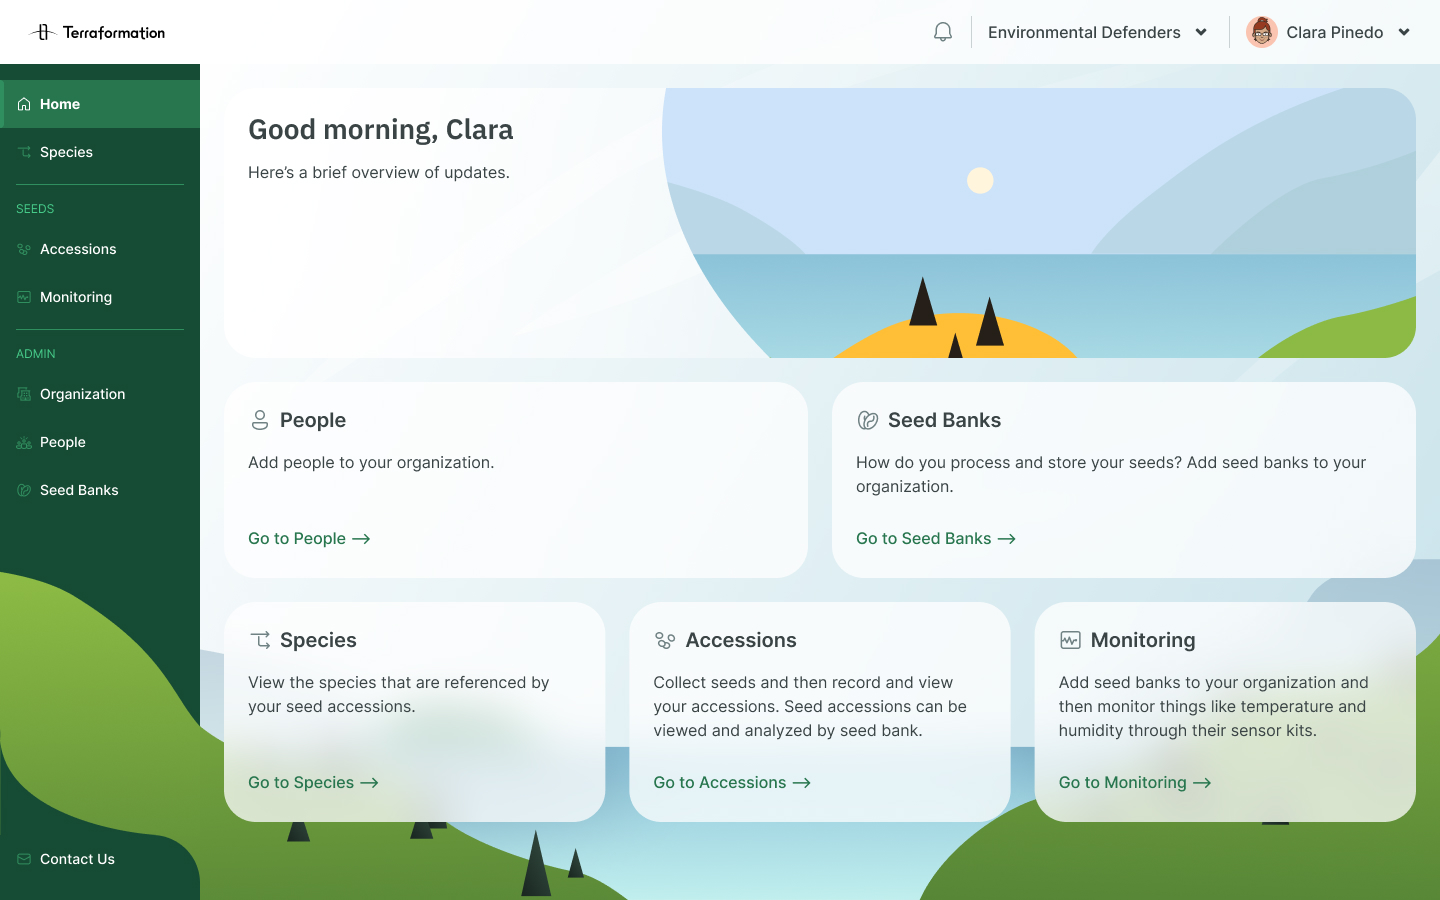 Terraformation
Environmental Defenders
Clara Pinedo
Home
Species
SEEDS
Accessions
Monitoring
ADMIN
Organization
People
Seed Banks
Contact Us
Good morning, Clara
Here’s a brief overview of updates.
People
Add people to your organization.
Go to People
Seed Banks
How do you process and store your seeds? Add seed banks to your
organization.
Go to Seed Banks
Species
View the species that are referenced by
your seed accessions.
Go to Species
Accessions
Collect seeds and then record and view
your accessions. Seed accessions can be
viewed and analyzed by seed bank.
Go to Accessions
Monitoring
Add seed banks to your organization and
then monitor things like temperature and
humidity through their sensor kits.
Go to Monitoring